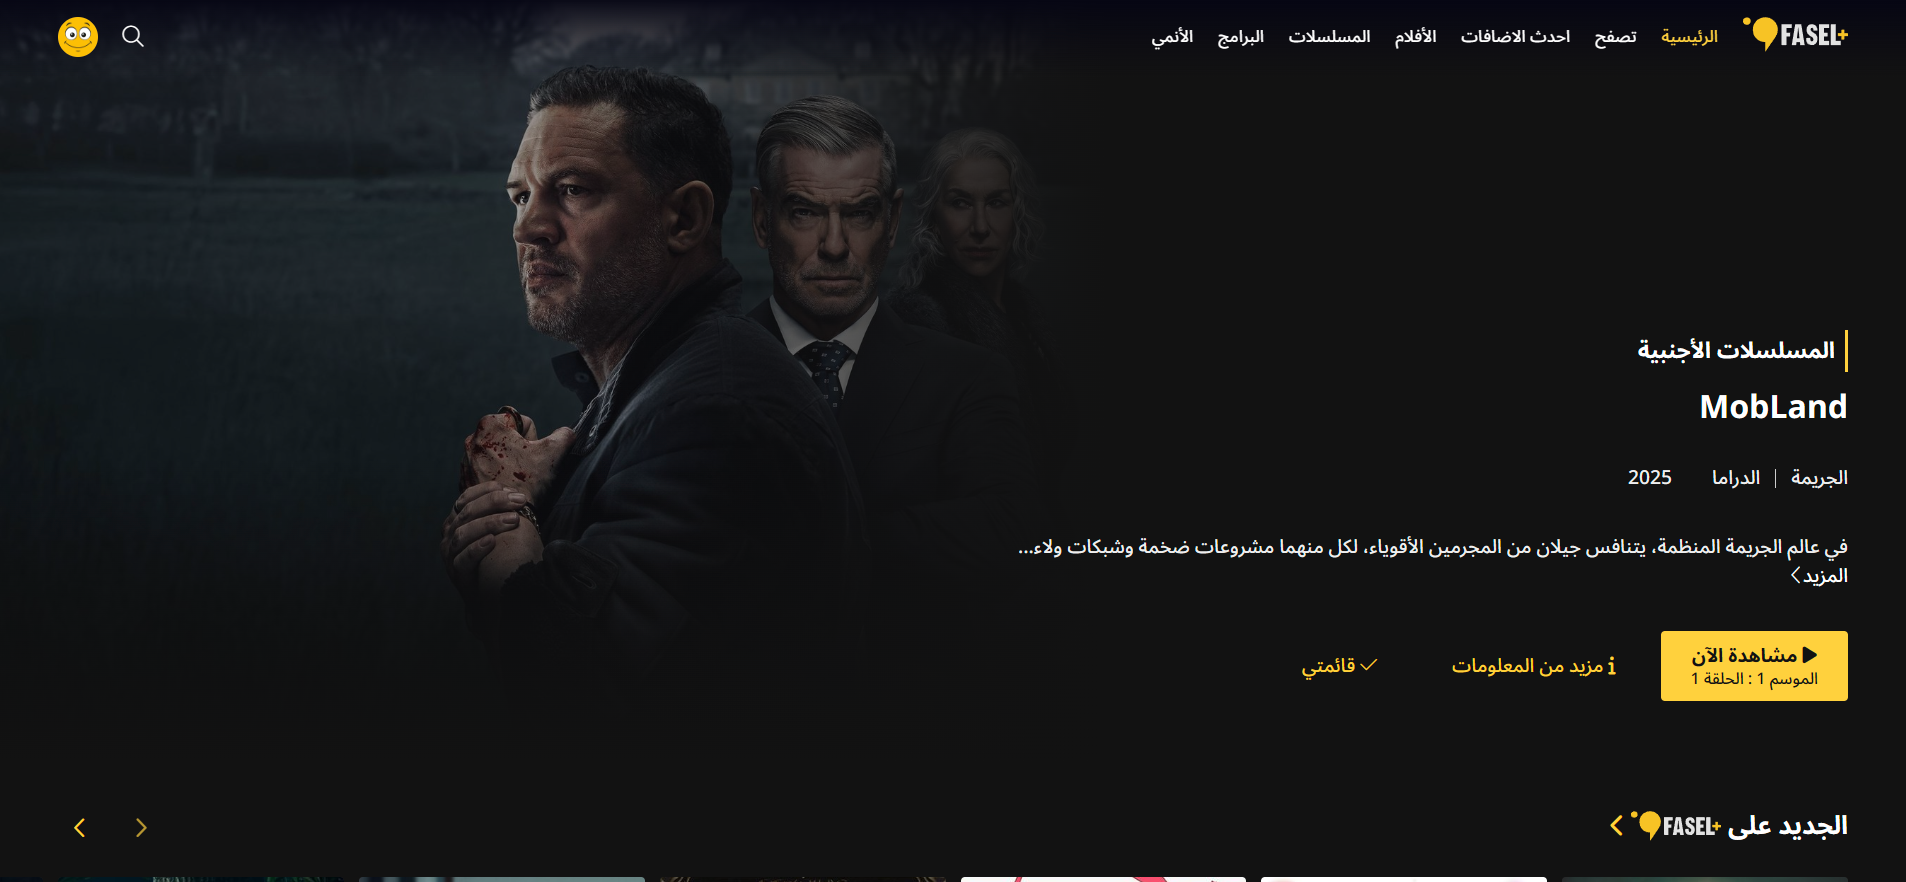 FASEL+
الرئيسية
تصفح
احدث الاضافات
الأفلام
المسلسلات
البرامج
الأنمي
المسلسلات الأجنبية
MobLand
الجريمة | الدراما 2025
في عالم الجريمة المنظمة، يتنافس جيلان من المجرمين الأقوياء، لكل منهما مشروعات ضخمة وشبكات ولاء...
المزيد
مشاهدة الآن
الموسم 1 : الحلقة 1
مزيد من المعلومات
قائمتي
الجديد على FASEL+